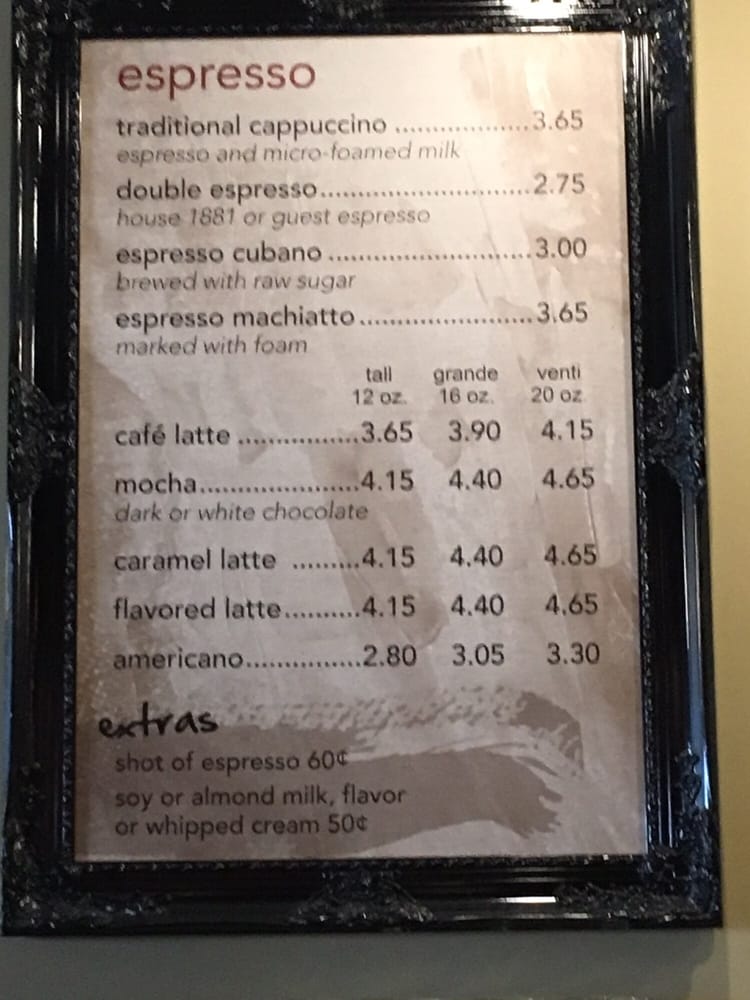 espresso
traditional cappuccino ...................3.65
espresso and micro-foamed milk
double espresso.............................2.75
house 1881 or guest espresso
espresso cubano ............................3.00
brewed with raw sugar
espresso machiatto........................3.65
marked with foam
tall grande venti
12 oz. 16 oz. 20 oz
café latte ................3.65 3.90 4.15
mocha.....................4.15 4.40 4.65
dark or white chocolate
caramel latte .........4.15 4.40 4.65
flavored latte..........4.15 4.40 4.65
americano...............2.80 3.05 3.30
extras
shot of espresso 60¢
soy or almond milk, flavor
or whipped cream 50¢